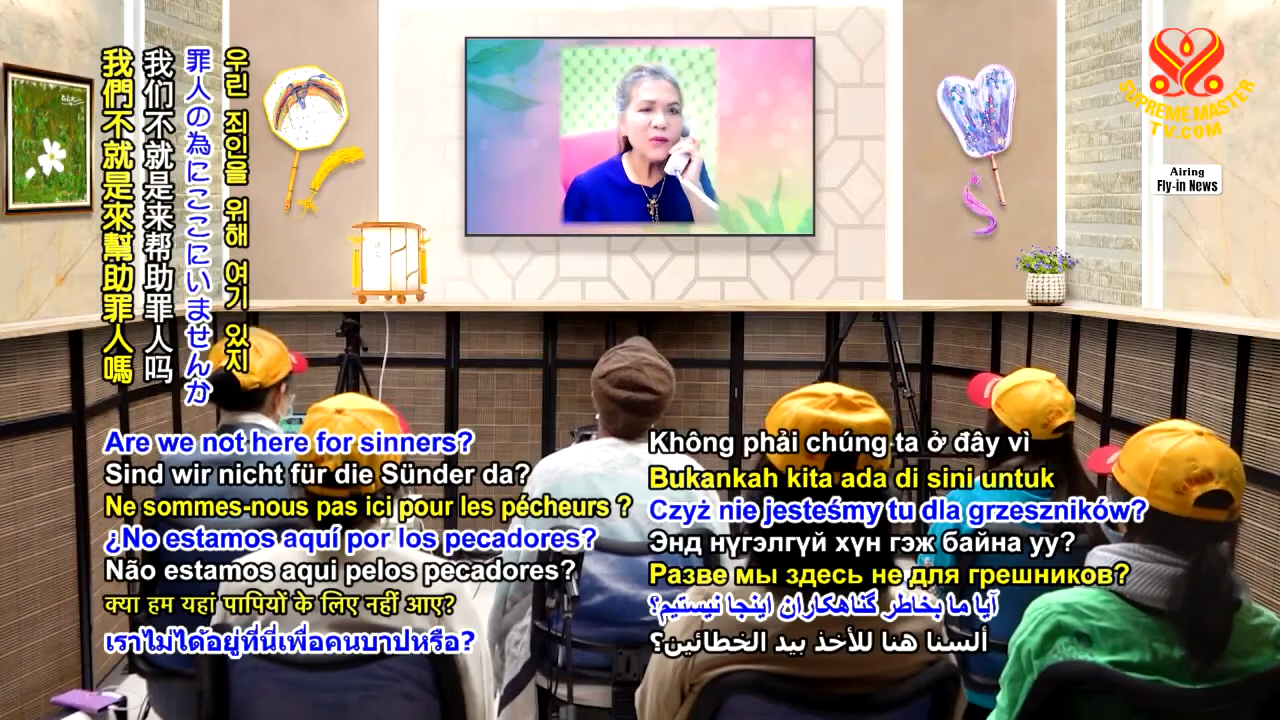 我們不就是來幫助罪人嗎
我们不就是来帮助罪人吗
罪人の為にここにいませんか
우린 죄인을 위해 여기 있지
SUPREME MASTER
TV.COM
Airing
Fly-in News
Are we not here for sinners?
Sind wir nicht für die Sünder da?
Ne sommes-nous pas ici pour les pécheurs ?
¿No estamos aquí por los pecadores?
Não estamos aqui pelos pecadores?
क्या हम यहां पापियों के लिए नहीं आए?
เราไม่ได้อยู่ที่นี่เพื่อคนบาปหรือ?
Không phải chúng ta ở đây vì
Bukankah kita ada di sini untuk
Czyż nie jesteśmy tu dla grzeszników?
Энд нүгэлгүй хүн гэж байна уу?
Разве мы здесь не для грешников?
آیا ما بخاطر گناهکاران اینجا نیستیم؟
ألسنا هنا للأخذ بيد الخطائين؟